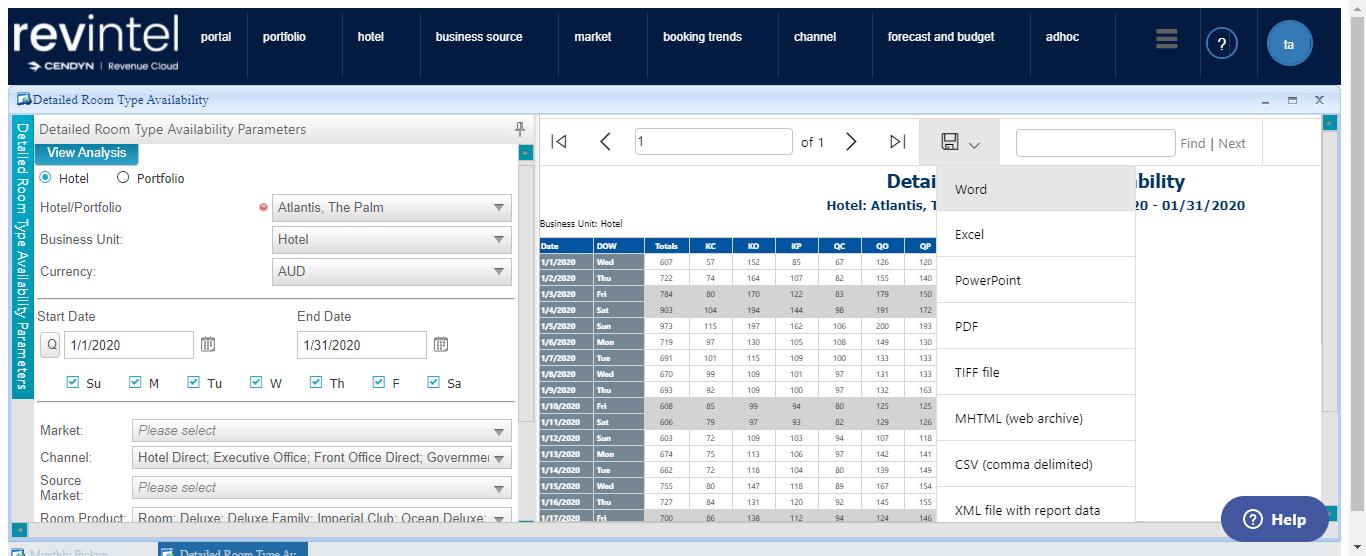 revintel
CENDYN | Revenue Cloud
portal
portfolio
hotel
business source
market
booking trends
channel
forecast and budget
adhoc
?
ta
Detailed Room Type Availability
Detailed Room Type Availability Parameters
Detailed Room Type Availability Parameters
View Analysis
Hotel
Portfolio
Hotel/Portfolio
Atlantis, The Palm
Business Unit:
Hotel
Currency:
AUD
Start Date
End Date
Q
1/1/2020
1/31/2020
Su M Tu W Th F Sa
Market:
Please select
Channel:
Hotel Direct; Executive Office; Front Office Direct; Governme
Source
Market:
Please select
Room Product:
Room; Deluxe; Deluxe Family; Imperial Club; Ocean Deluxe;
1
of 1
Find | Next
Detai
bility
Hotel: Atlantis, T
20 - 01/31/2020
Business Unit: Hotel
Date DOW Totals KC KO KP QC QO QP
1/1/2020 Wed 607 57 152 85 67 126 120
1/2/2020 Thu 722 74 164 107 82 155 140
1/3/2020 Fri 784 80 170 122 83 179 150
1/4/2020 Sat 903 104 194 144 98 191 172
1/5/2020 Sun 973 115 197 162 106 200 193
1/6/2020 Mon 719 97 130 105 108 149 130
1/7/2020 Tue 691 101 115 109 100 133 133
1/8/2020 Wed 670 99 109 101 97 131 133
1/9/2020 Thu 693 92 109 100 97 132 163
1/10/2020 Fri 608 85 99 94 80 125 125
1/11/2020 Sat 606 79 97 93 82 129 126
1/12/2020 Sun 603 72 109 103 94 107 118
1/13/2020 Mon 674 75 113 106 97 142 141
1/14/2020 Tue 662 72 118 104 80 139 149
1/15/2020 Wed 755 80 147 118 89 167 154
1/16/2020 Thu 727 84 131 120 92 145 155
1/17/2020 Fri 700 86 138 112 94 124 146
Word
Excel
PowerPoint
PDF
TIFF file
MHTML (web archive)
CSV (comma delimited)
XML file with report data
? Help
Monthly Pickup
Detailed Room Type Av